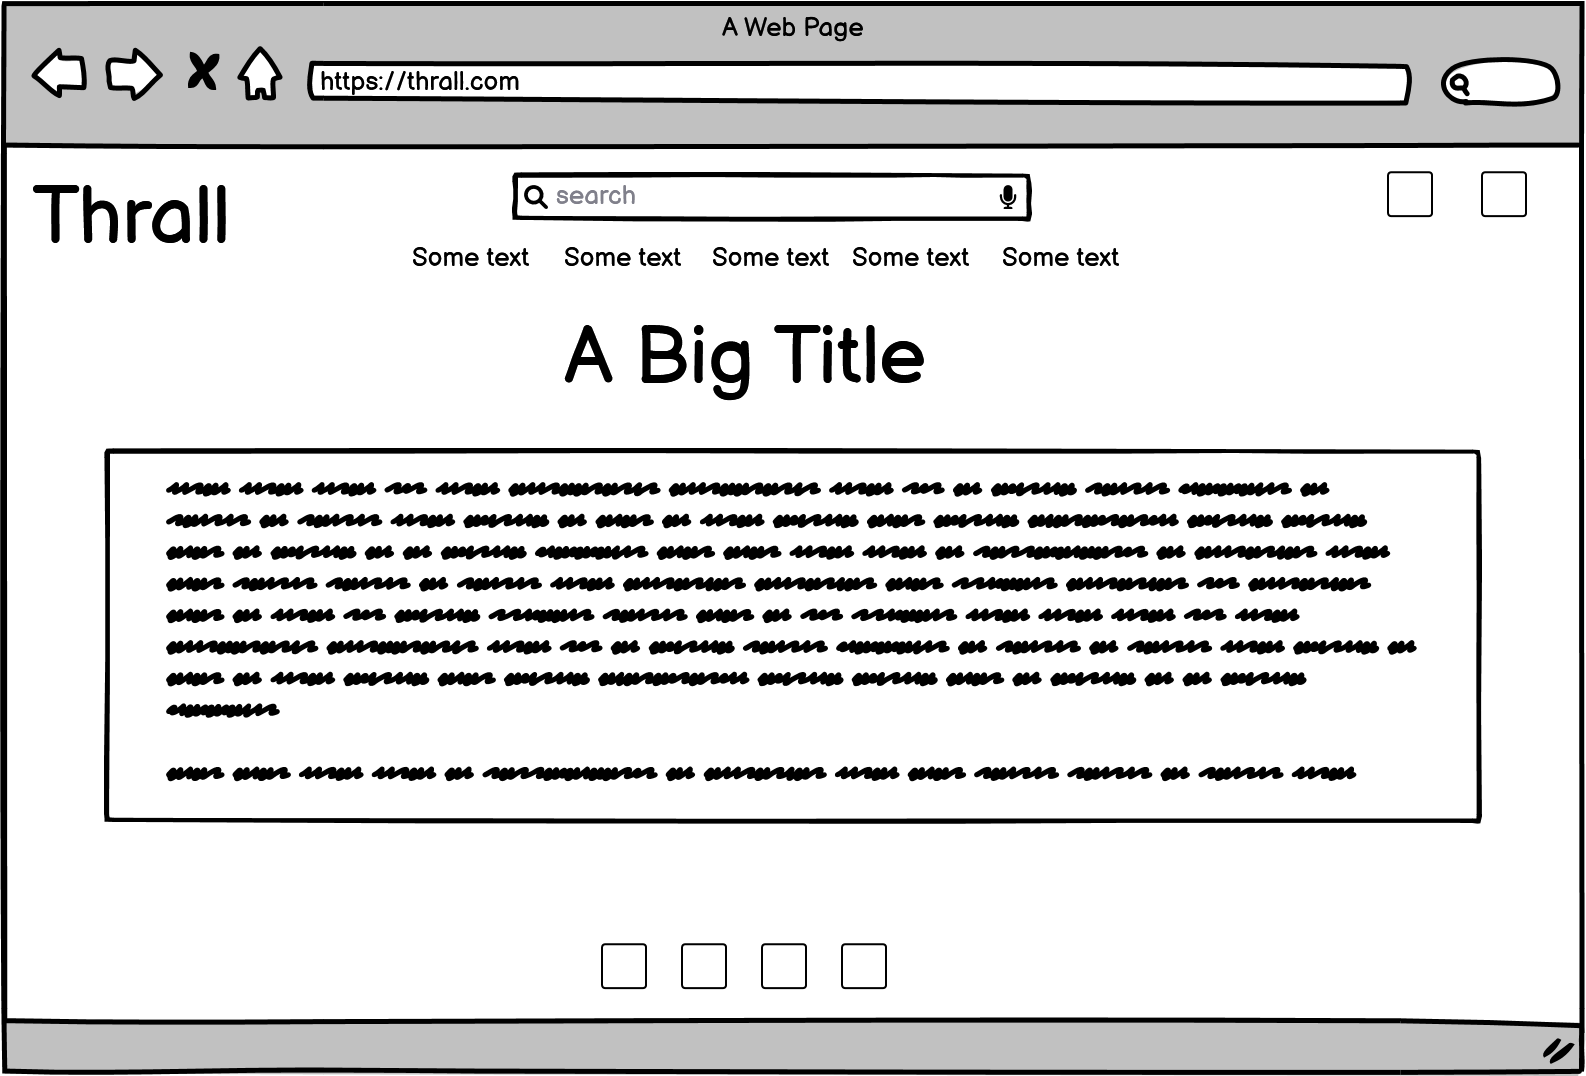 A Web Page
https://thrall.com
Thrall
search
Some text Some text Some text Some text Some text
A Big Title